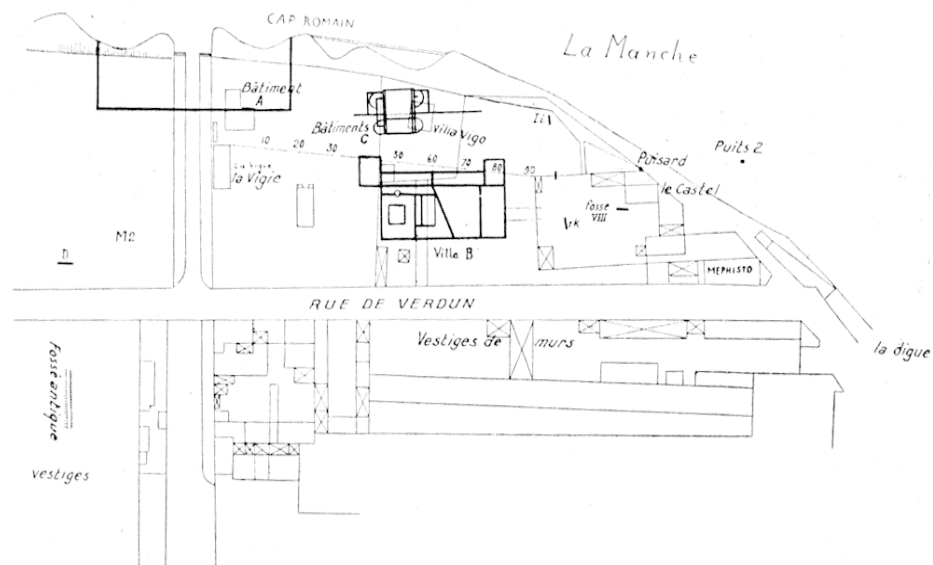 CAP ROMAIN
La Manche
Bâtiment
A
Bâtiments
C
Villa Vigo
Puits 2
Puisard
le Castel
10 20 30 50 60 70 80 90
la Vigie
fosse
VIII
M2
Villa B
MEPHISTO
RUE DE VERDUN
Vestiges de murs
la digue
fossé antique
vestiges